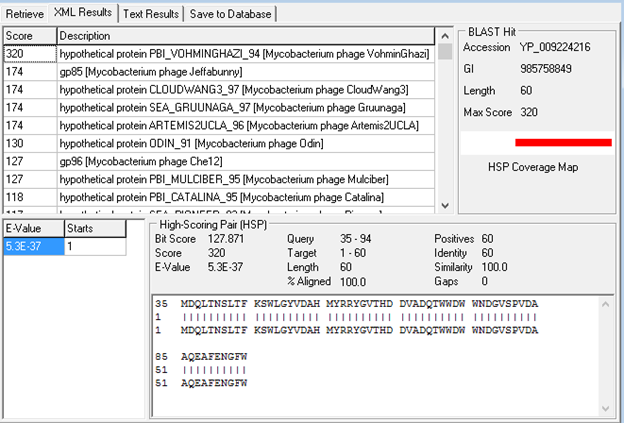 Retrieve XML Results Text Results Save to Database
Score Description
320 hypothetical protein PBI_VOHMINGHAZI_94 [Mycobacterium phage VohminGhazi]
174 gp85 [Mycobacterium phage Jeffabunny]
174 hypothetical protein CLOUDWANG3_97 [Mycobacterium phage CloudWang3]
174 hypothetical protein SEA_GRUUNAGA_97 [Mycobacterium phage Gruunaga]
174 hypothetical protein ARTEMIS2UCLA_96 [Mycobacterium phage Artemis2UCLA]
130 hypothetical protein ODIN_91 [Mycobacterium phage Odin]
127 gp96 [Mycobacterium phage Che12]
127 hypothetical protein PBI_MULCIBER_95 [Mycobacterium phage Mulciber]
118 hypothetical protein PBI_CATALINA_95 [Mycobacterium phage Catalina]
BLAST Hit
Accession YP_009224216
GI 985758849
Length 60
Max Score 320
HSP Coverage Map
E-Value Starts
5.3E-37 1
High-Scoring Pair (HSP)
Bit Score 127.871 Query 35 - 94 Positives 60
Score 320 Target 1 - 60 Identity 60
E-Value 5.3E-37 Length 60 Similarity 100.0
% Aligned 100.0 Gaps 0
35 MDQLTNSLTF KSWLGYVDAH MYRRYGVTHD DVADQTWWDW WNDGVSPVDA
1 |||||||||| |||||||||| |||||||||| |||||||||| ||||||||||
1 MDQLTNSLTF KSWLGYVDAH MYRRYGVTHD DVADQTWWDW WNDGVSPVDA
85 AQEAFENGFW
51 ||||||||||
51 AQEAFENGFW